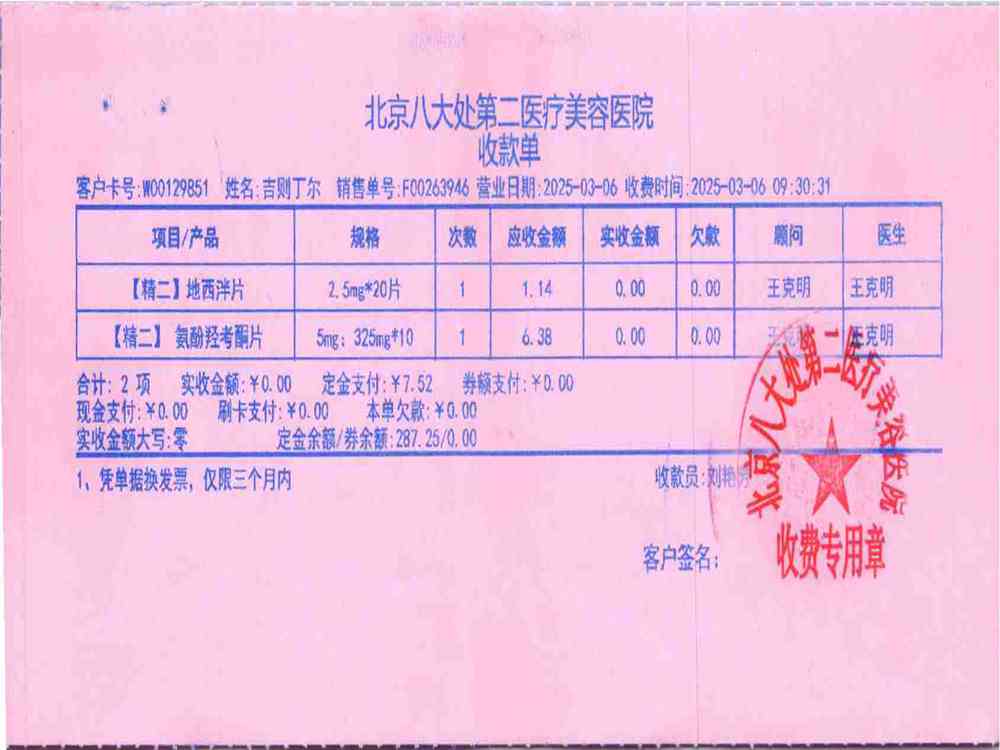 北京八大处第二医疗美容医院
收款单
客户卡号:W00129851 姓名:吉则丁尔 销售单号:F00263946 营业日期:2025-03-06 收费时间:2025-03-06 09:30:31
项目/产品 规格 次数 应收金额 实收金额 欠款 顾问 医生
【精二】地西泮片 2.5mg*20片 1 1.14 0.00 0.00 王克明 王克明
【精二】 氨酚羟考酮片 5mg; 325mg*10 1 6.38 0.00 0.00 王克明 王克明
合计: 2 项 实收金额:¥0.00 定金支付:¥7.52 券额支付:¥0.00
现金支付:¥0.00 刷卡支付:¥0.00 本单欠款:¥0.00
实收金额大写:零 定金余额/券余额:287.25/0.00
1、凭单据换发票, 仅限三个月内 收款员:刘艳
客户签名:
北京八大处第二医疗美容医院
收费专用章